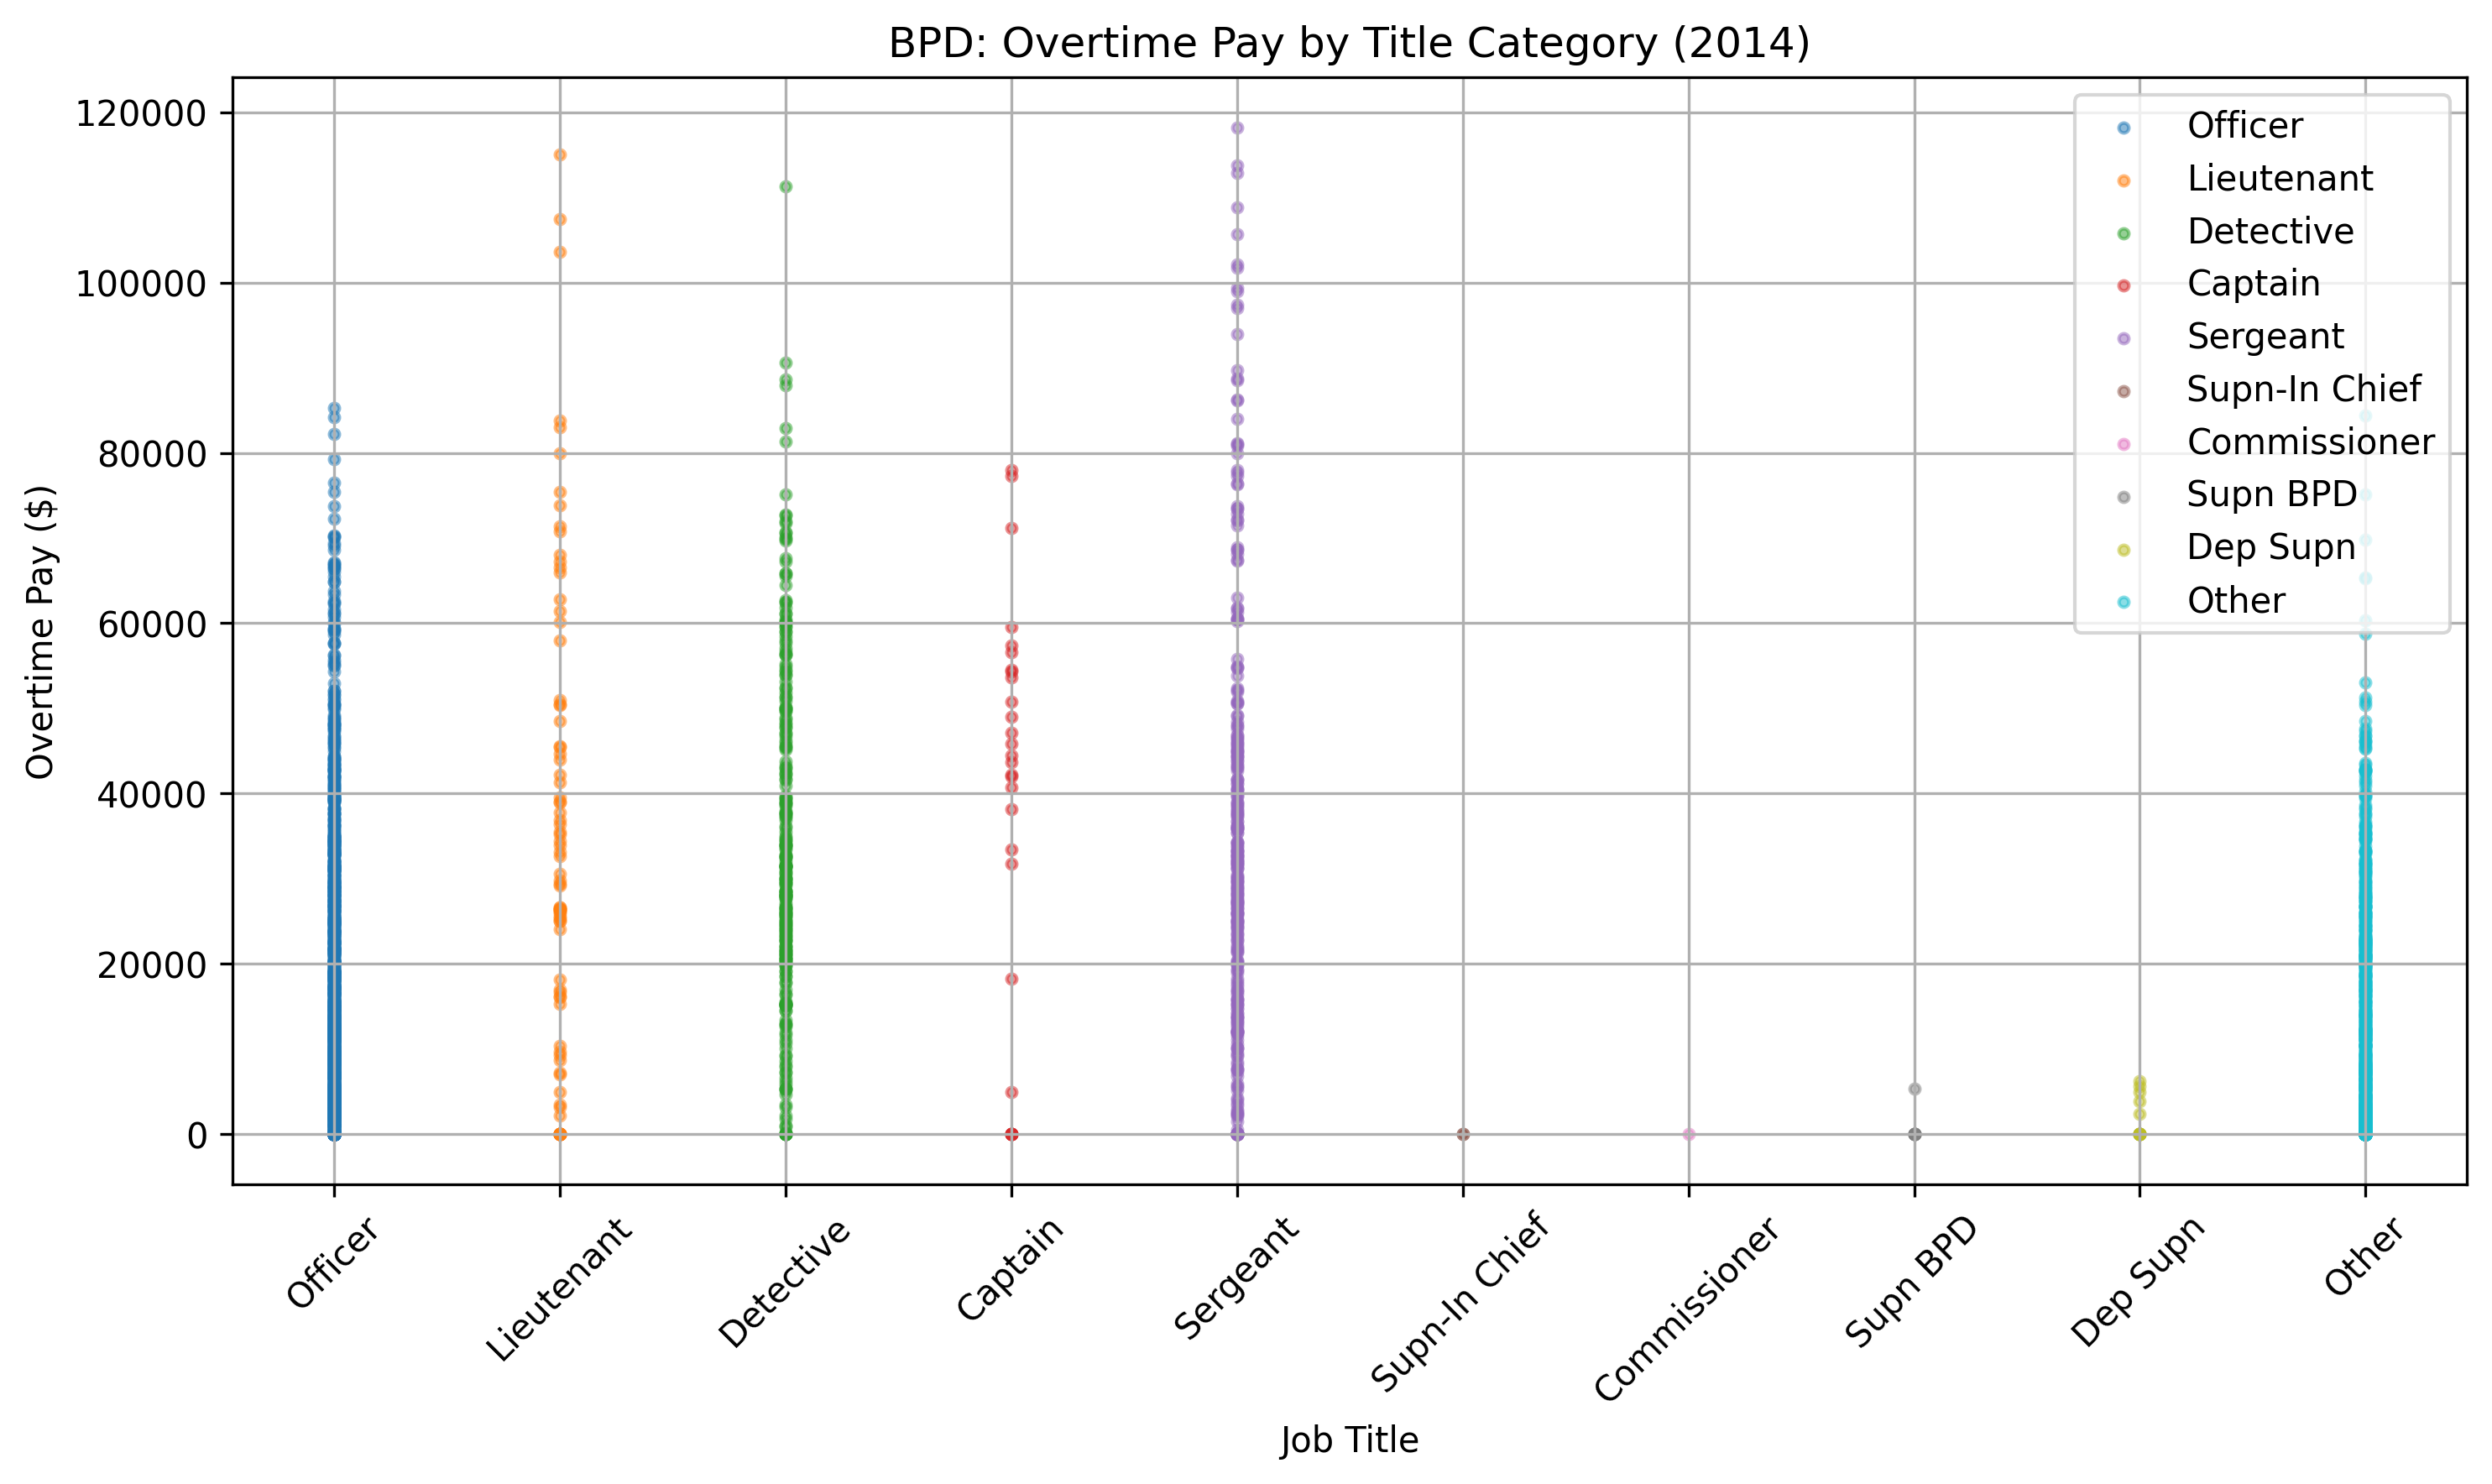 BPD: Overtime Pay by Title Category (2014)
120000
100000
80000
60000
40000
20000
0
Overtime Pay ($)
Officer
Lieutenant
Detective
Captain
Sergeant
Supn-In Chief
Commissioner
Supn BPD
Dep Supn
Other
Officer
Lieutenant
Detective
Captain
Sergeant
Supn-In Chief
Commissioner
Supn BPD
Dep Supn
Other
Job Title